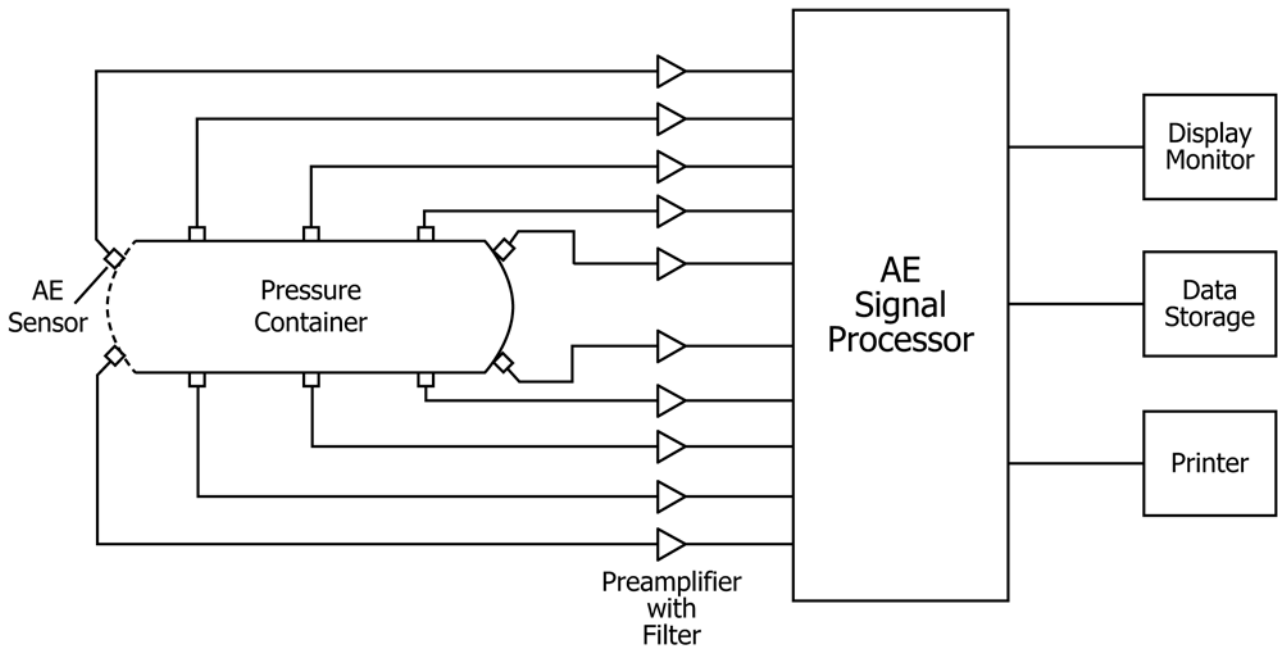 AE
Sensor
Pressure
Container
Preamplifier
with
Filter
AE
Signal
Processor
Display
Monitor
Data
Storage
Printer